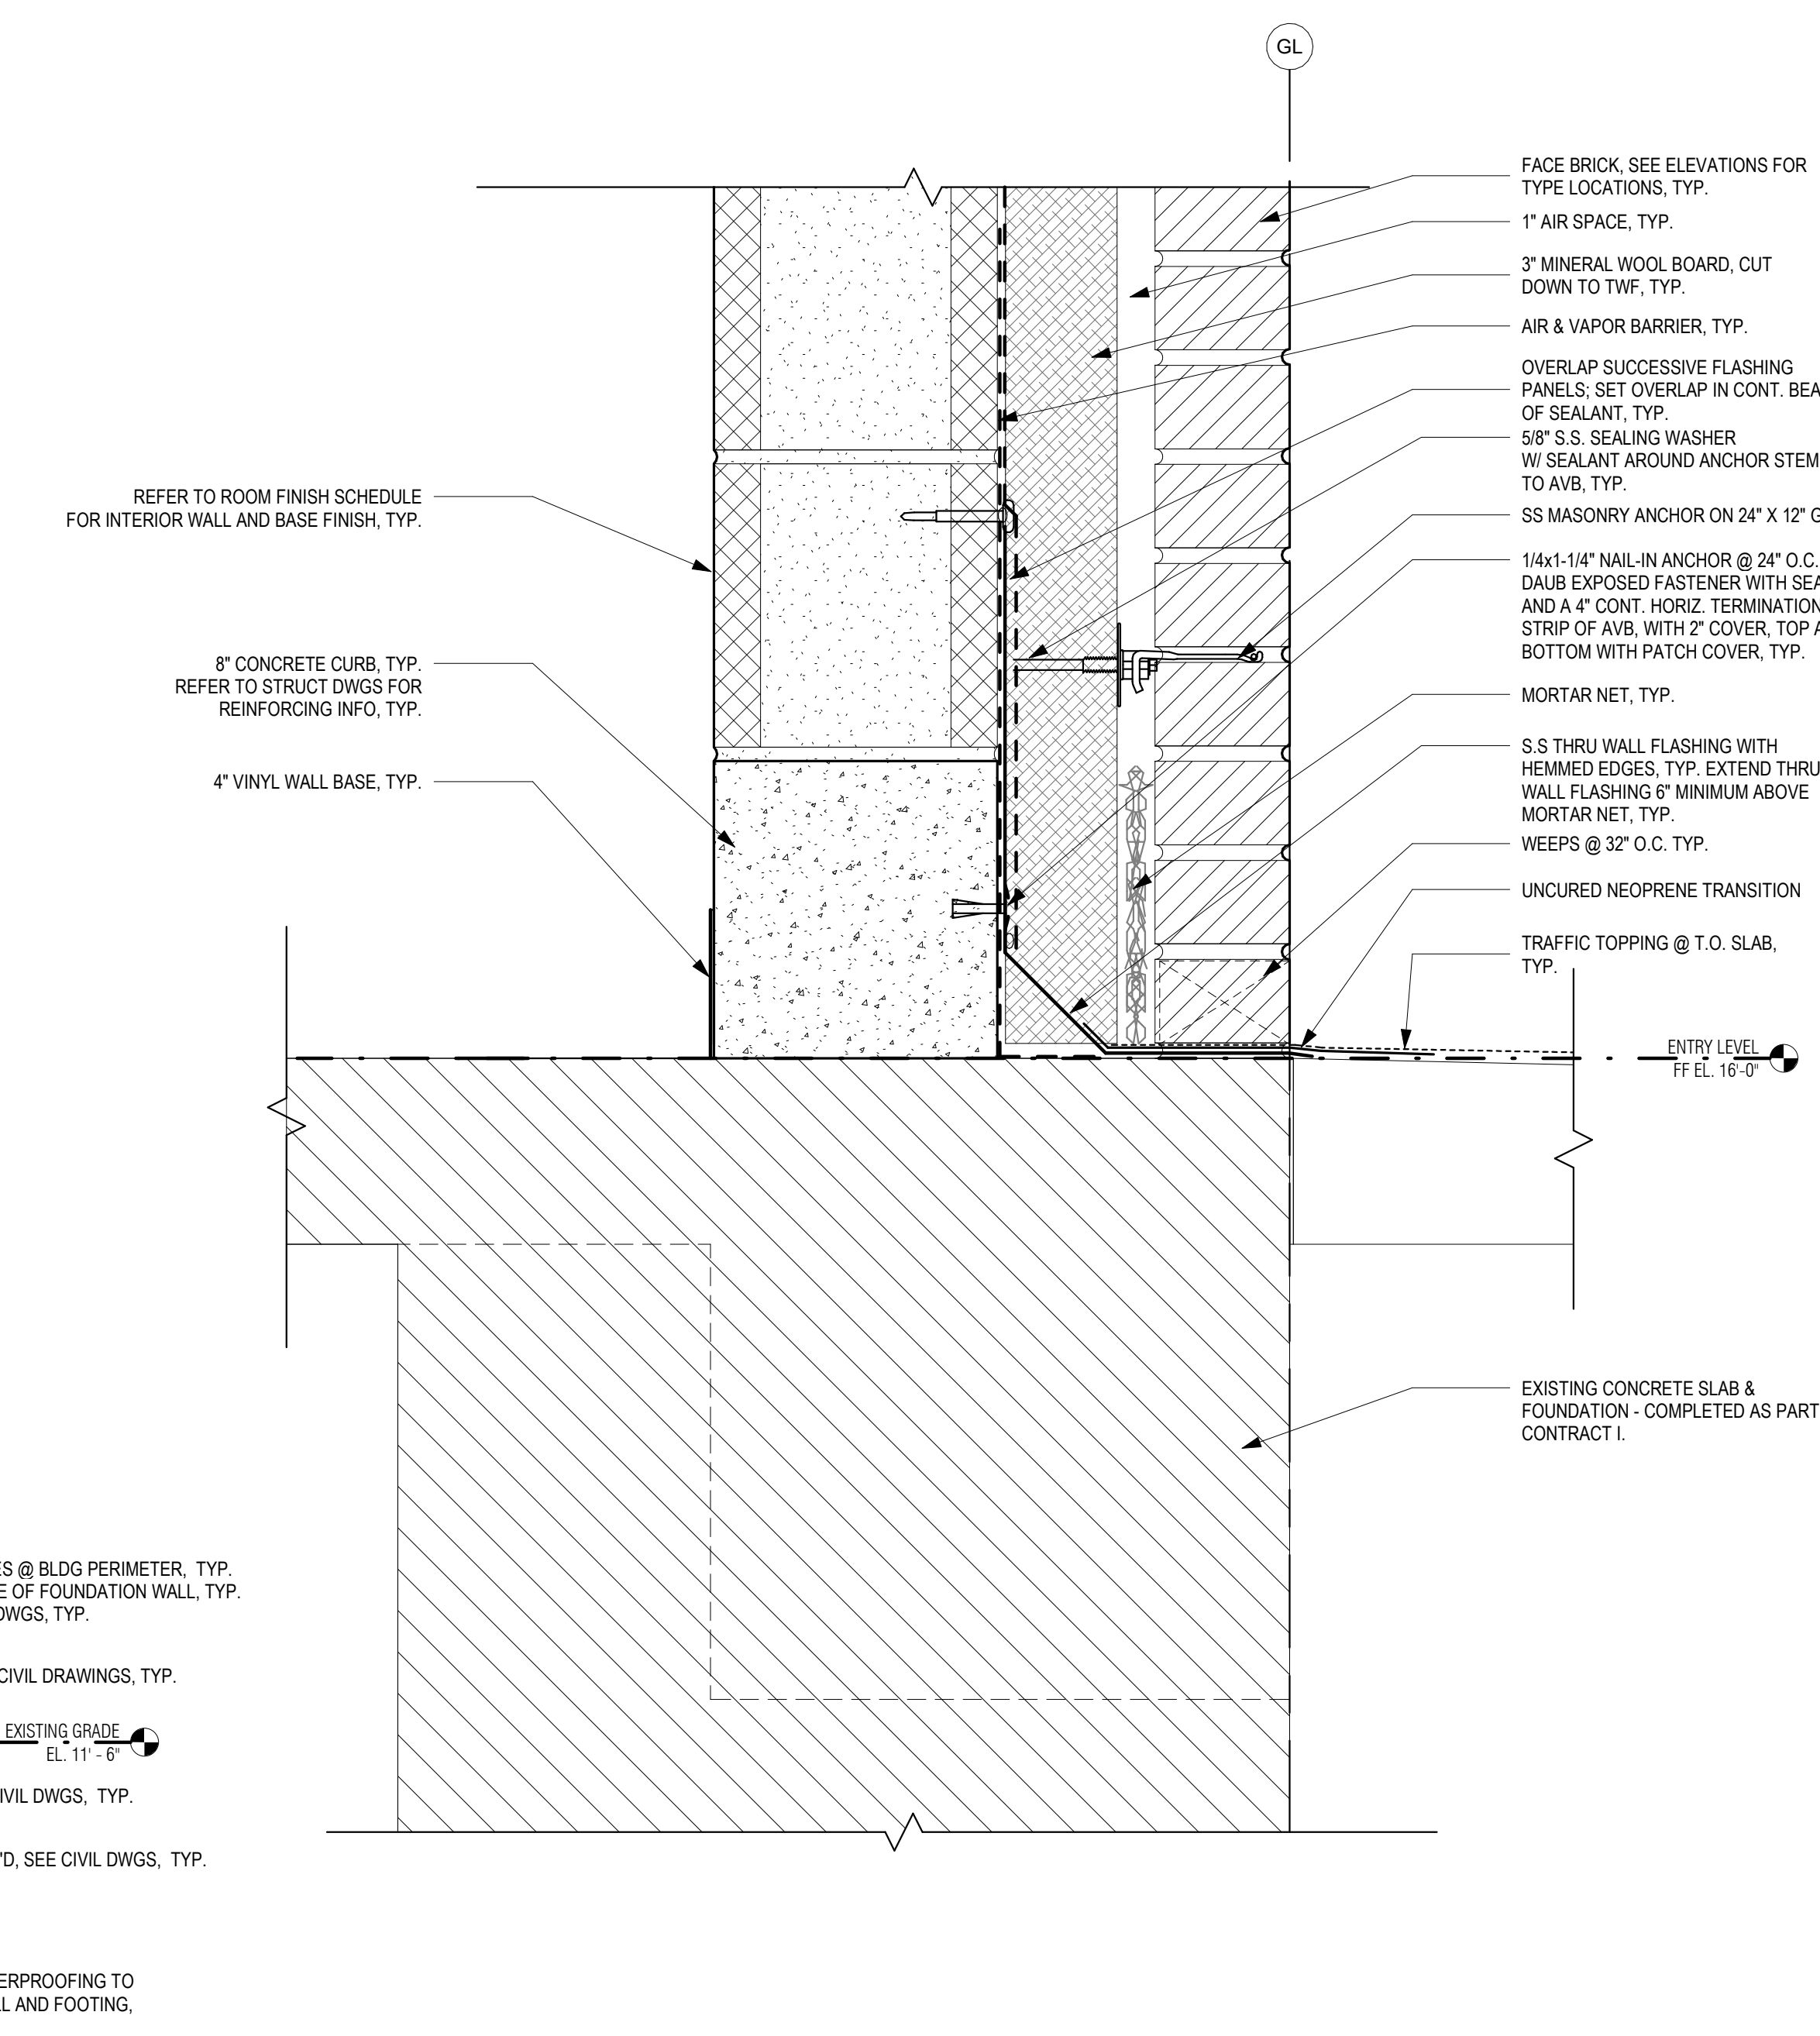 GL
FACE BRICK, SEE ELEVATIONS FOR
TYPE LOCATIONS, TYP.
1" AIR SPACE, TYP.
3" MINERAL WOOL BOARD, CUT
DOWN TO TWF, TYP.
AIR & VAPOR BARRIER, TYP.
OVERLAP SUCCESSIVE FLASHING
PANELS; SET OVERLAP IN CONT. BEA
OF SEALANT, TYP.
5/8" S.S. SEALING WASHER
W/ SEALANT AROUND ANCHOR STEM
TO AVB, TYP.
SS MASONRY ANCHOR ON 24" X 12" G
1/4x1-1/4" NAIL-IN ANCHOR @ 24" O.C.
DAUB EXPOSED FASTENER WITH SEA
AND A 4" CONT. HORIZ. TERMINATION
STRIP OF AVB, WITH 2" COVER, TOP A
BOTTOM WITH PATCH COVER, TYP.
MORTAR NET, TYP.
S.S THRU WALL FLASHING WITH
HEMMED EDGES, TYP. EXTEND THRU
WALL FLASHING 6" MINIMUM ABOVE
MORTAR NET, TYP.
WEEPS @ 32" O.C. TYP.
UNCURED NEOPRENE TRANSITION
TRAFFIC TOPPING @ T.O. SLAB,
TYP.
ENTRY LEVEL
FF EL. 16'-0"
EXISTING CONCRETE SLAB &
FOUNDATION - COMPLETED AS PART
CONTRACT I.
REFER TO ROOM FINISH SCHEDULE
FOR INTERIOR WALL AND BASE FINISH, TYP.
8" CONCRETE CURB, TYP.
REFER TO STRUCT DWGS FOR
REINFORCING INFO, TYP.
4" VINYL WALL BASE, TYP.
ES @ BLDG PERIMETER, TYP.
E OF FOUNDATION WALL, TYP.
DWGS, TYP.
CIVIL DRAWINGS, TYP.
EXISTING GRADE
EL. 11' - 6"
IVIL DWGS, TYP.
'D, SEE CIVIL DWGS, TYP.
ERPROOFING TO
LL AND FOOTING,